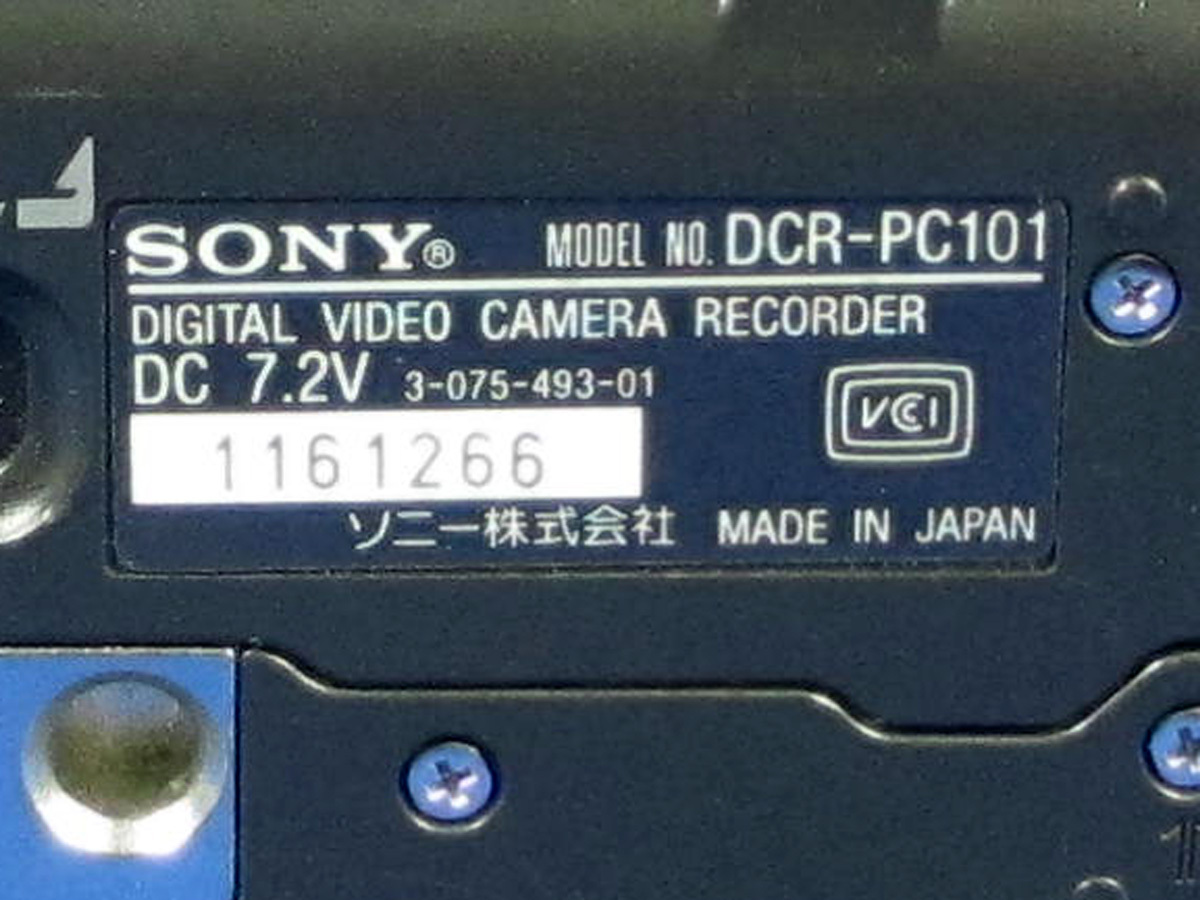 SONY® MODEL NO. DCR-PC101
DIGITAL VIDEO CAMERA RECORDER
DC 7.2V 3-075-493-01
VCCI
1161266
ソニー株式会社 MADE IN JAPAN